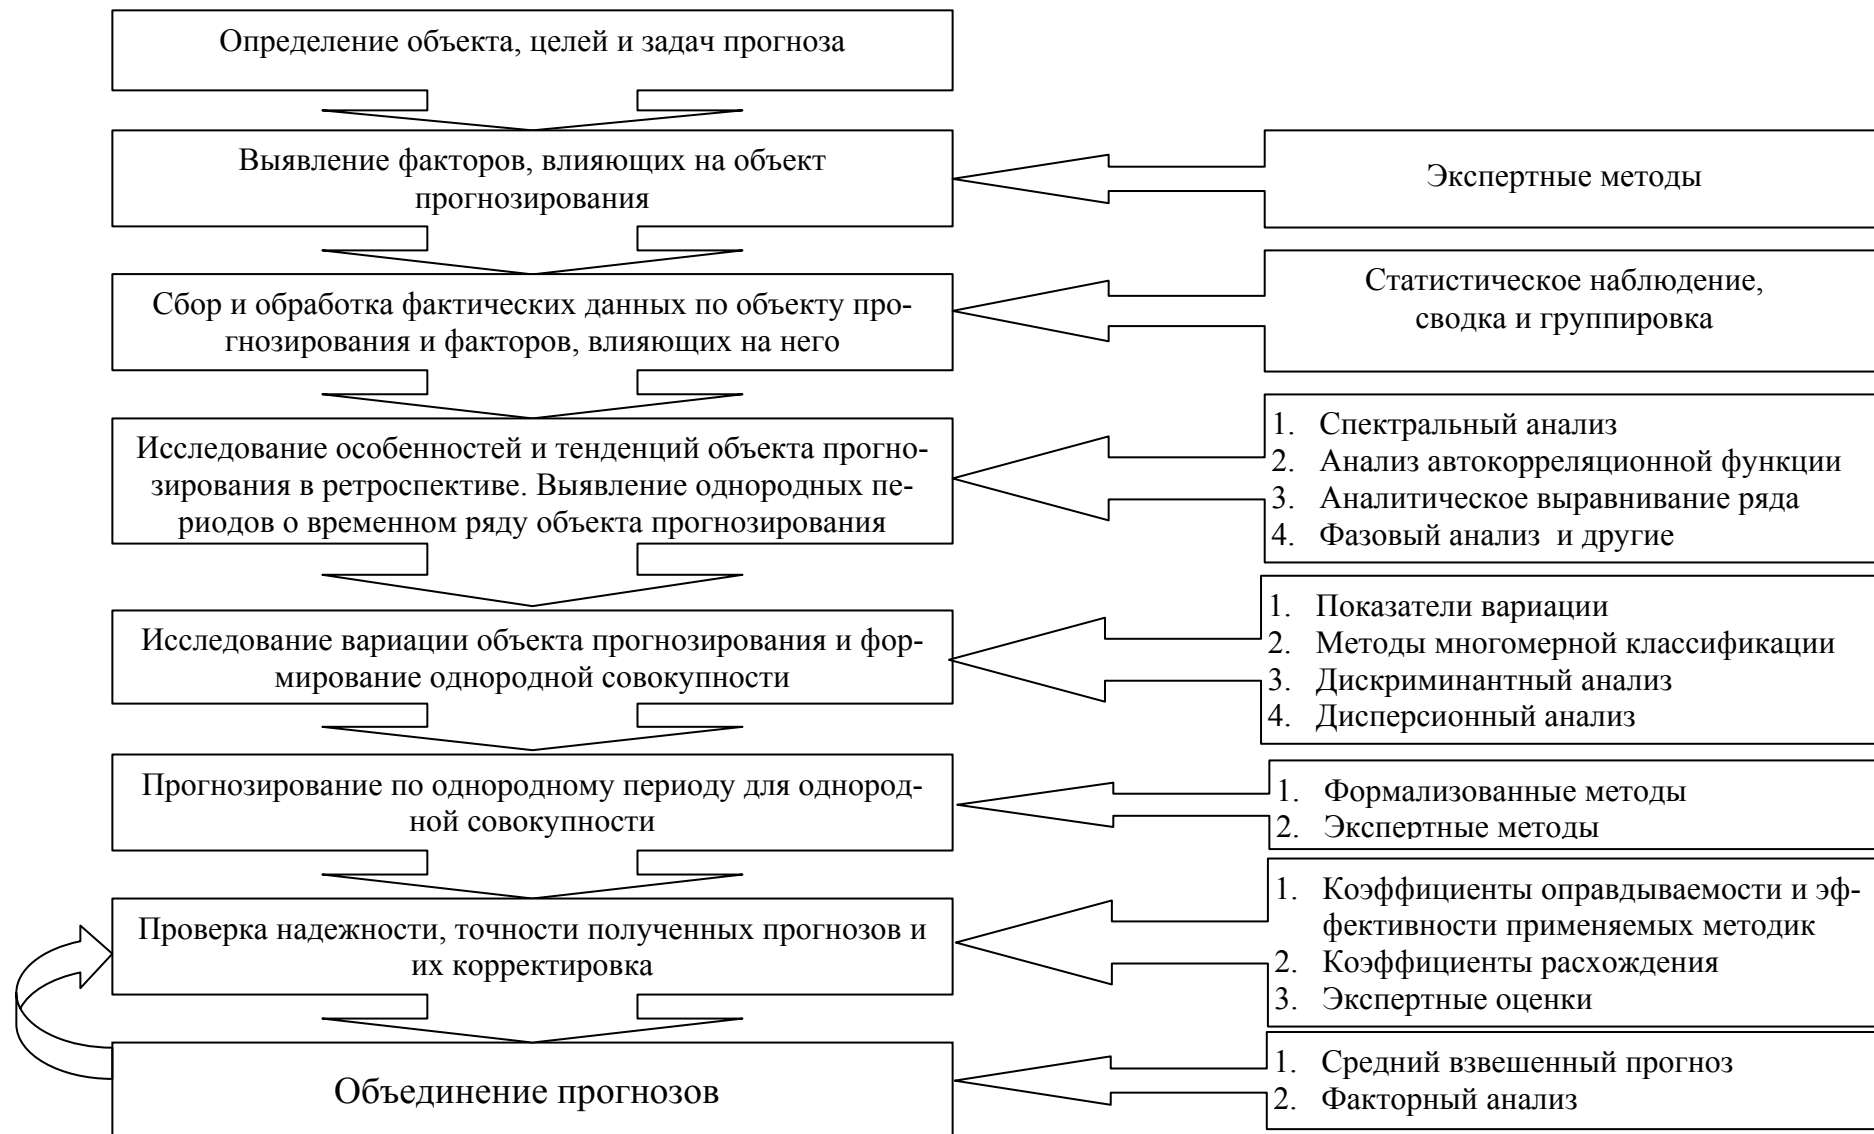 Определение объекта, целей и задач прогноза
Выявление факторов, влияющих на объект
прогнозирования
Экспертные методы
Сбор и обработка фактических данных по объекту про-
гнозирования и факторов, влияющих на него
Статистическое наблюдение,
сводка и группировка
Исследование особенностей и тенденций объекта прогно-
зирования в ретроспективе. Выявление однородных пе-
риодов о временном ряду объекта прогнозирования
1. Спектральный анализ
2. Анализ автокорреляционной функции
3. Аналитическое выравнивание ряда
4. Фазовый анализ и другие
Исследование вариации объекта прогнозирования и фор-
мирование однородной совокупности
1. Показатели вариации
2. Методы многомерной классификации
3. Дискриминантный анализ
4. Дисперсионный анализ
Прогнозирование по однородному периоду для однород-
ной совокупности
1. Формализованные методы
2. Экспертные методы
Проверка надежности, точности полученных прогнозов и
их корректировка
1. Коэффициенты оправдываемости и эф-
фективности применяемых методик
2. Коэффициенты расхождения
3. Экспертные оценки
Объединение прогнозов
1. Средний взвешенный прогноз
2. Факторный анализ